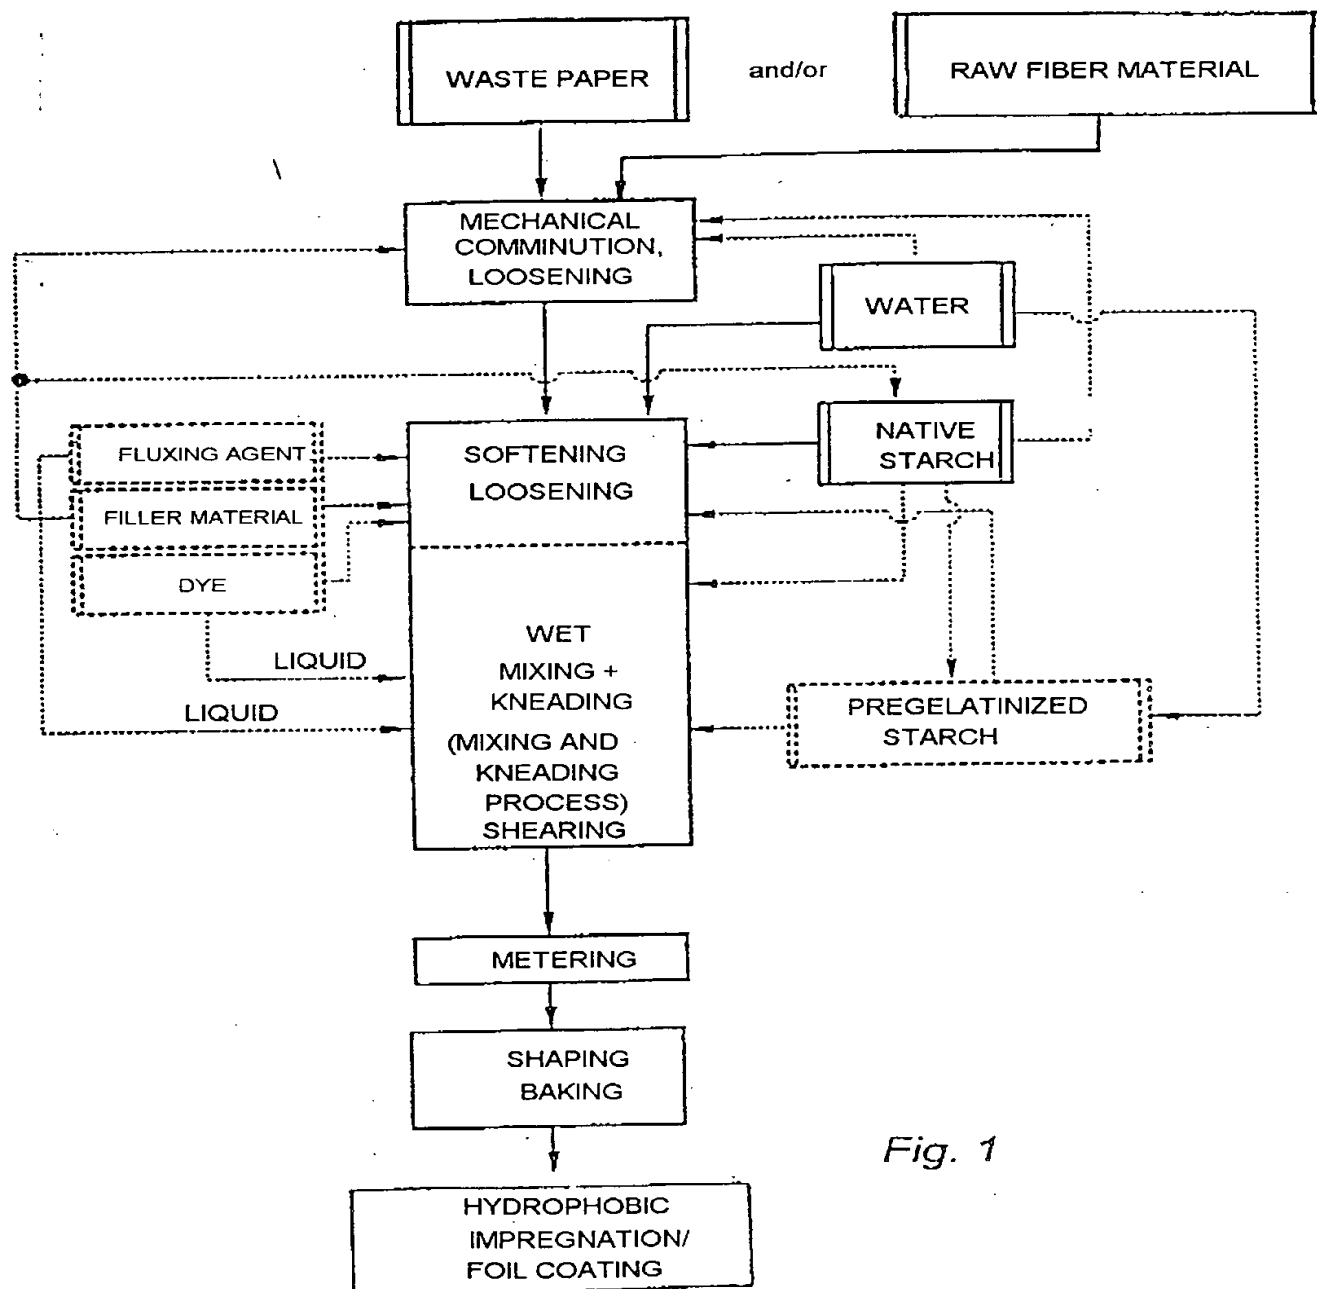 WASTE PAPER
and/or
RAW FIBER MATERIAL
MECHANICAL
COMMINUTION,
LOOSENING
WATER
NATIVE
STARCH
FLUXING AGENT
FILLER MATERIAL
DYE
SOFTENING
LOOSENING
LIQUID
LIQUID
WET
MIXING +
KNEADING
(MIXING AND
KNEADING
PROCESS)
SHEARING
PREGELATINIZED
STARCH
METERING
SHAPING
BAKING
HYDROPHOBIC
IMPREGNATION/
FOIL COATING
Fig. 1